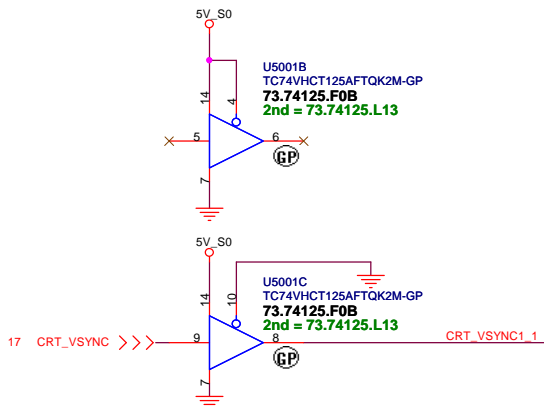 5V_S0
U5001B
TC74VHCT125AFTQK2M-GP
73.74125.F0B
2nd = 73.74125.L13
14
4
5
6
GP
7
5V_S0
U5001C
TC74VHCT125AFTQK2M-GP
73.74125.F0B
2nd = 73.74125.L13
14
10
17 CRT_VSYNC
9
8
CRT_VSYNC1_1
GP
7